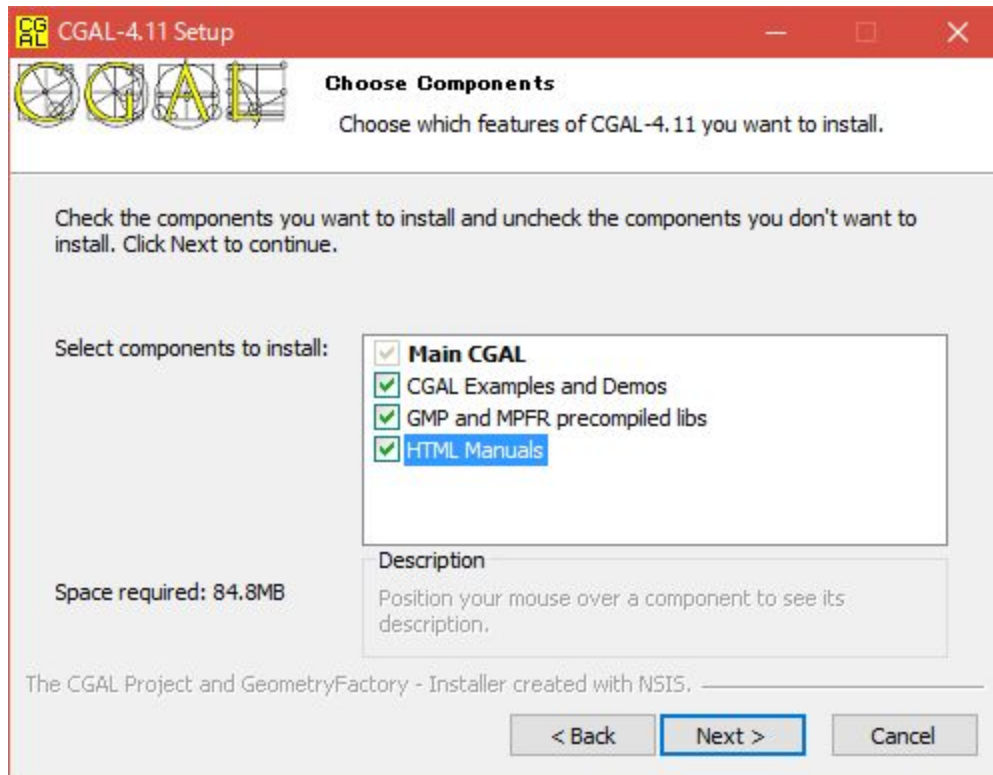 CG
AL
CGAL-4.11 Setup
CGAL
Choose Components
Choose which features of CGAL-4.11 you want to install.
Check the components you want to install and uncheck the components you don't want to
install. Click Next to continue.
Select components to install:
Main CGAL
CGAL Examples and Demos
GMP and MPFR precompiled libs
HTML Manuals
Space required: 84.8MB
Description
Position your mouse over a component to see its
description.
The CGAL Project and GeometryFactory - Installer created with NSIS.
< Back
Next >
Cancel